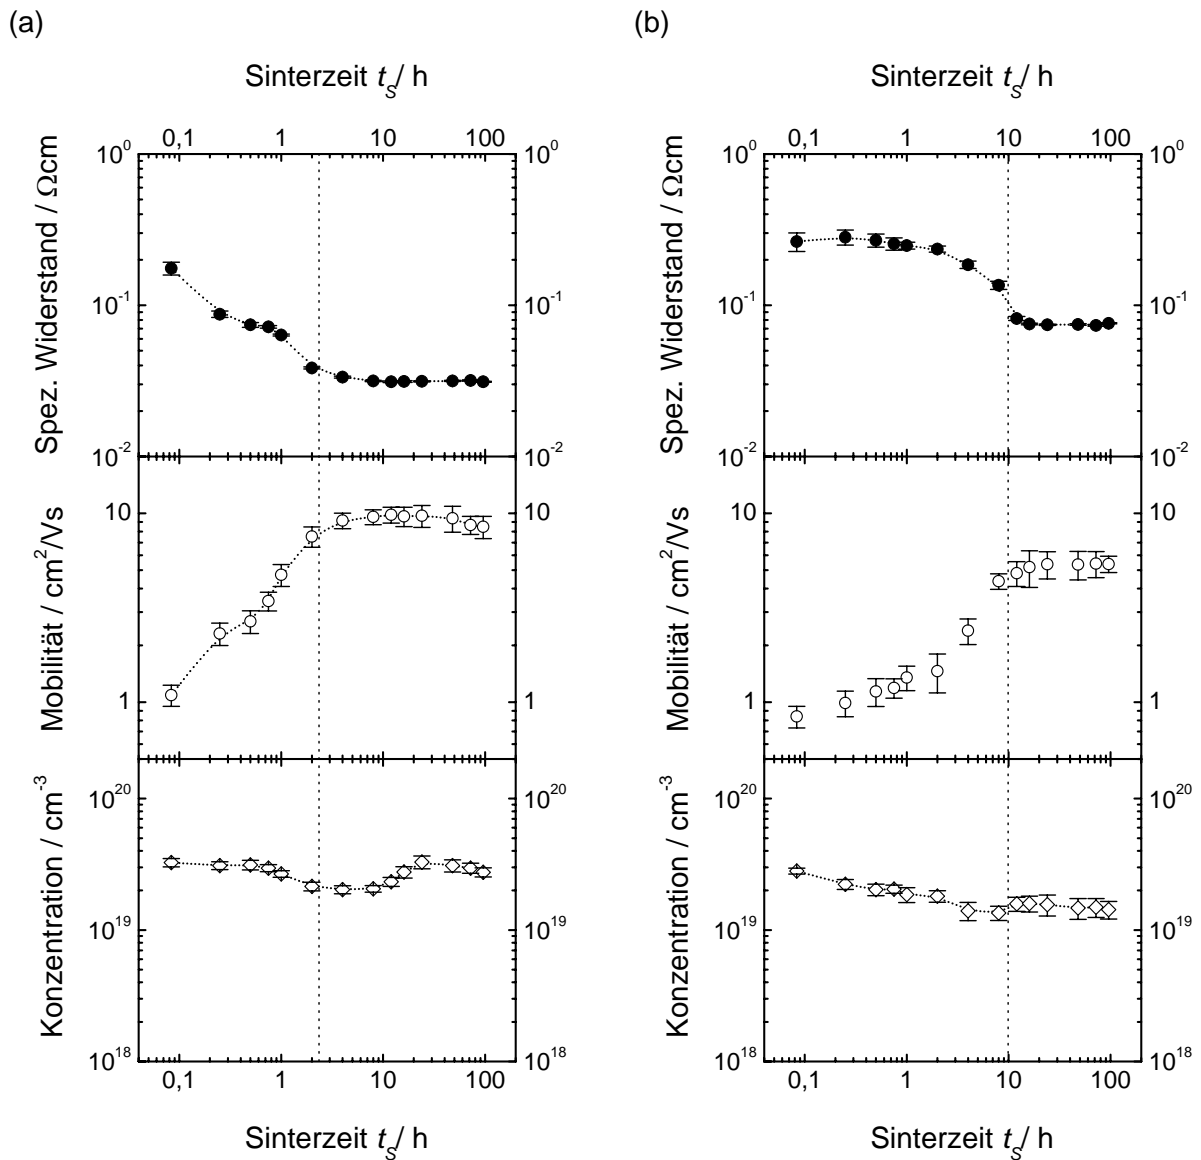 (a)
Sinterzeit t_S / h
0,1 1 10 100
Spez. Widerstand / Ωcm
10^0 10^0
10^-1 10^-1
10^-2 10^-2
Mobilität / cm^2/Vs
10 10
1 1
Konzentration / cm^-3
10^20 10^20
10^19 10^19
10^18 10^18
0,1 1 10 100
Sinterzeit t_S / h
(b)
Sinterzeit t_S / h
0,1 1 10 100
Spez. Widerstand / Ωcm
10^0 10^0
10^-1 10^-1
10^-2 10^-2
Mobilität / cm^2/Vs
10 10
1 1
Konzentration / cm^-3
10^20 10^20
10^19 10^19
10^18 10^18
0,1 1 10 100
Sinterzeit t_S / h